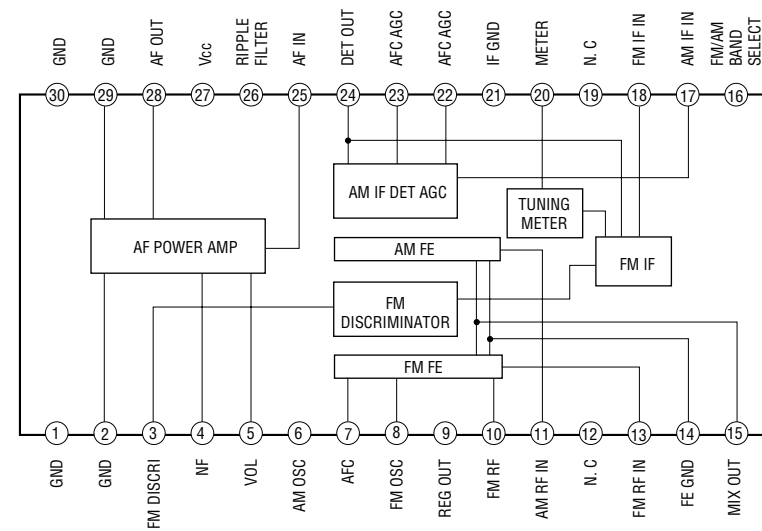 GND
GND
AF OUT
Vcc
RIPPLE
FILTER
AF IN
DET OUT
AFC AGC
AFC AGC
IF GND
METER
N. C
FM IF IN
AM IF IN
FM/AM
BAND
SELECT
30
29
28
27
26
25
24
23
22
21
20
19
18
17
16
AM IF DET AGC
TUNING
METER
AF POWER AMP
AM FE
FM IF
FM
DISCRIMINATOR
FM FE
1
2
3
4
5
6
7
8
9
10
11
12
13
14
15
GND
GND
FM DISCRI
NF
VOL
AM OSC
AFC
FM OSC
REG OUT
FM RF
AM RF IN
N. C
FM RF IN
FE GND
MIX OUT